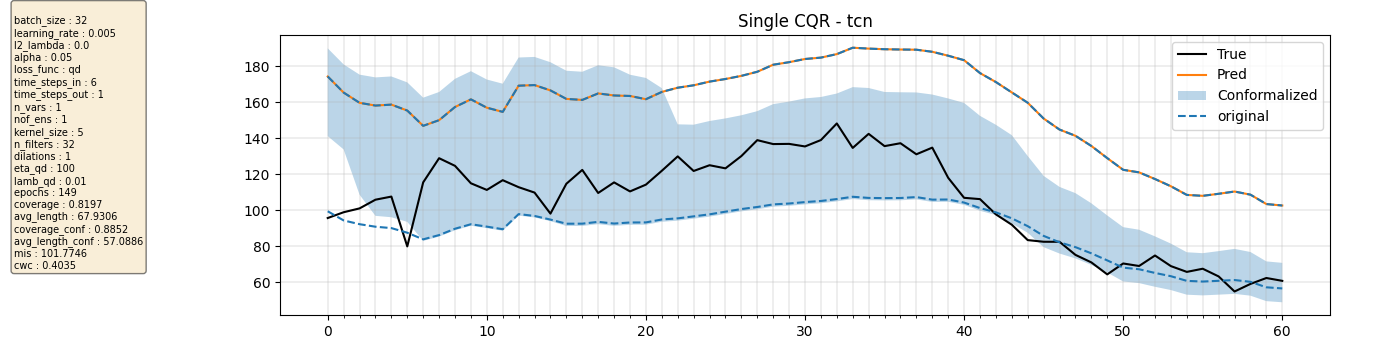 batch_size : 32
learning_rate : 0.005
l2_lambda : 0.0
alpha : 0.05
loss_func : qd
time_steps_in : 6
time_steps_out : 1
n_vars : 1
nof_ens : 1
kernel_size : 5
n_filters : 32
dilations : 1
eta_qd : 100
lamb_qd : 0.01
epochs : 149
coverage : 0.8197
avg_length : 67.9306
coverage_conf : 0.8852
avg_length_conf : 57.0886
mis : 101.7746
cwc : 0.4035
Single CQR - tcn
180
160
140
120
100
80
60
0 10 20 30 40 50 60
True
Pred
Conformalized
original